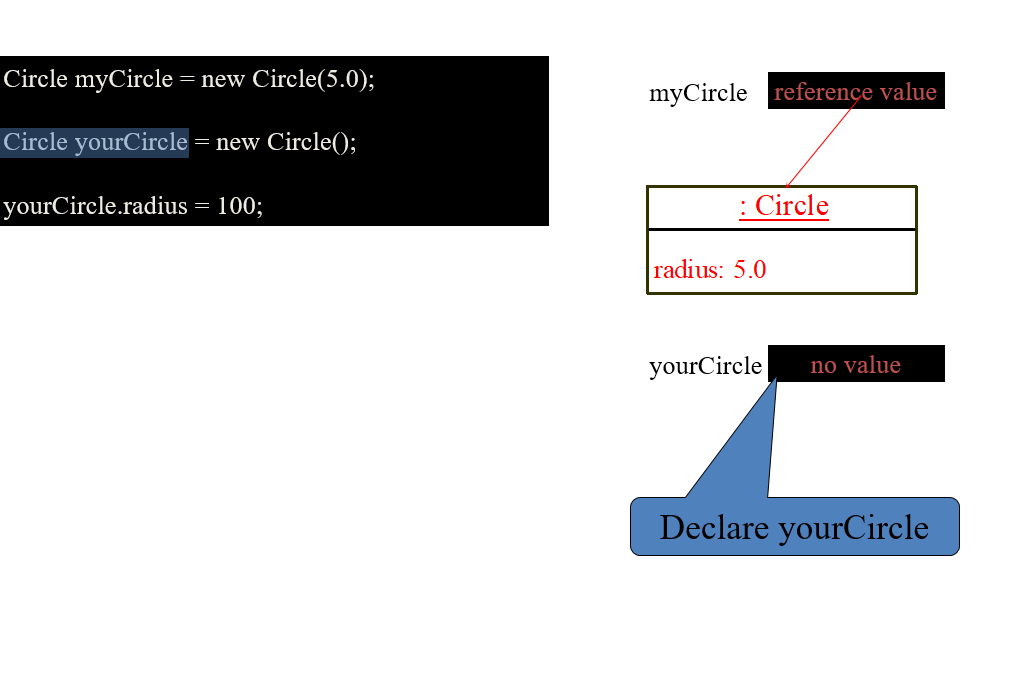 Circle myCircle = new Circle(5.0);
Circle yourCircle = new Circle();
yourCircle.radius = 100;
myCircle reference value
: Circle
radius: 5.0
yourCircle no value
Declare yourCircle